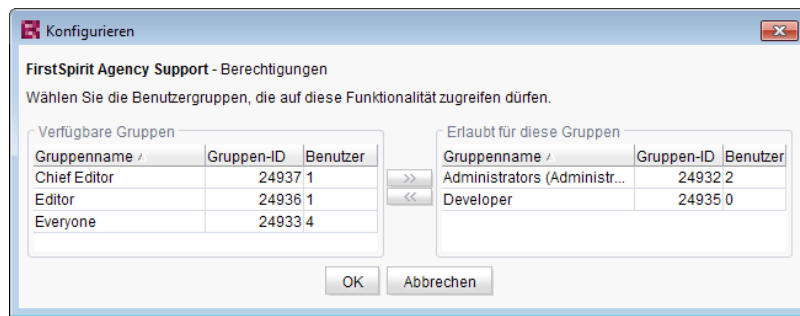 Konfigurieren
FirstSpirit Agency Support - Berechtigungen
Wählen Sie die Benutzergruppen, die auf diese Funktionalität zugreifen dürfen.
Verfügbare Gruppen
Gruppenname Gruppen-ID Benutzer
Chief Editor 24937 1
Editor 24936 1
Everyone 24933 4
>>
<<
Erlaubt für diese Gruppen
Gruppenname Gruppen-ID Benutzer
Administrators (Administr... 24932 2
Developer 24935 0
OK Abbrechen